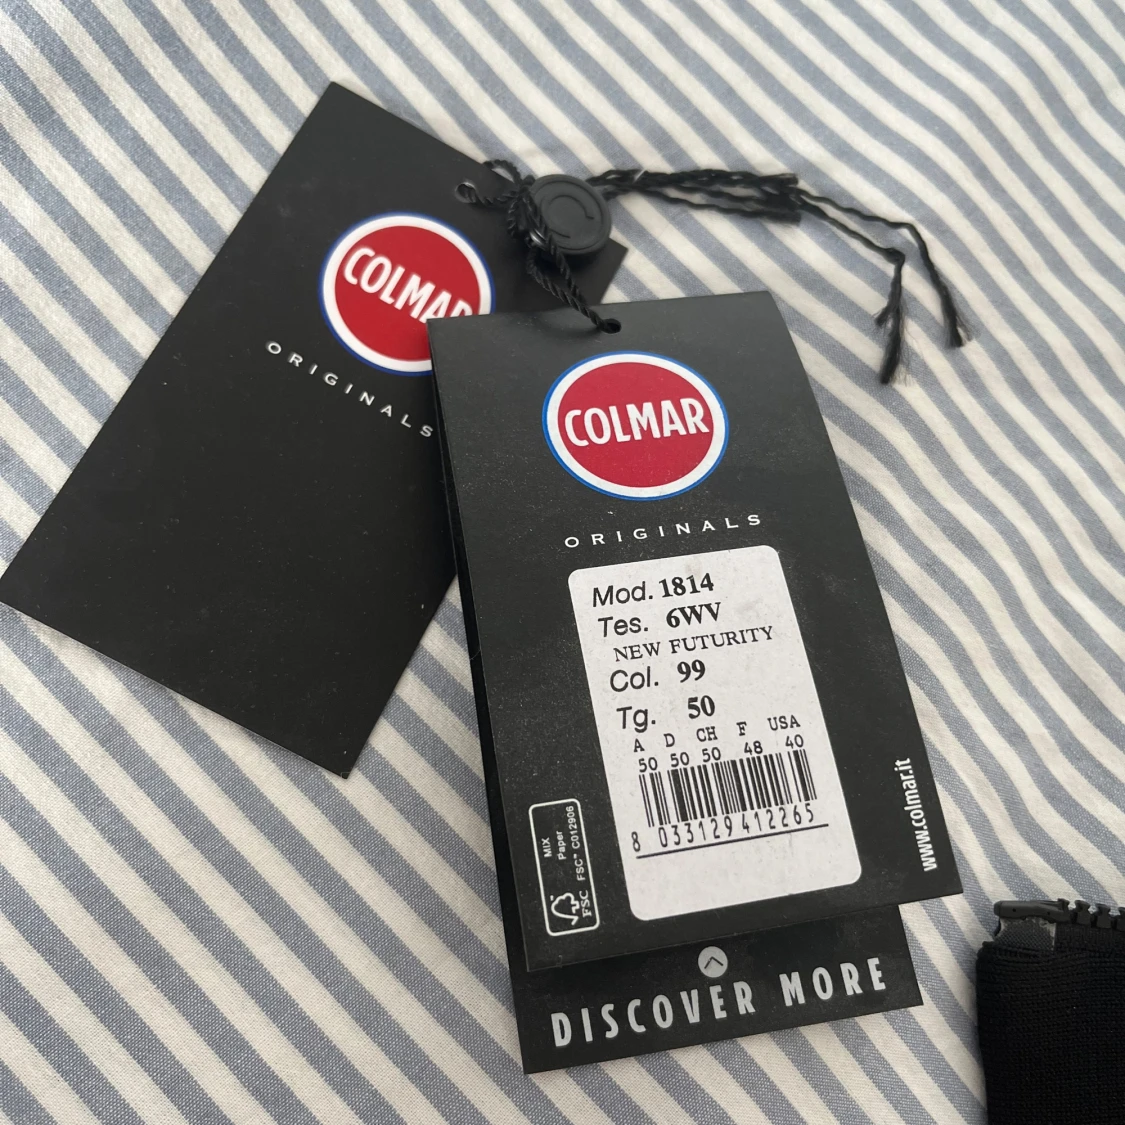 COLMAR
ORIGINALS
COLMAR
ORIGINALS
Mod. 1814
Tes. 6WV
NEW FUTURITY
Col. 99
Tg. 50
A D CH F USA
50 50 50 48 40
8 033129 412265
MIX
Paper
FSC® C012906
FSC
www.colmar.it
DISCOVER MORE